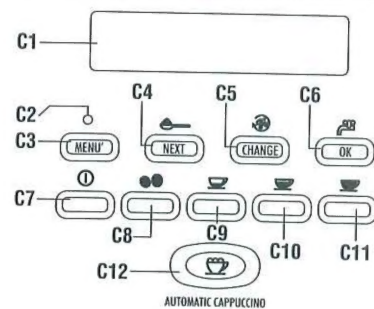 C1
C2 C4 C5 C6
C3 MENU' NEXT CHANGE OK
C7 C8 C9 C10 C11
C12
AUTOMATIC CAPPUCCINO